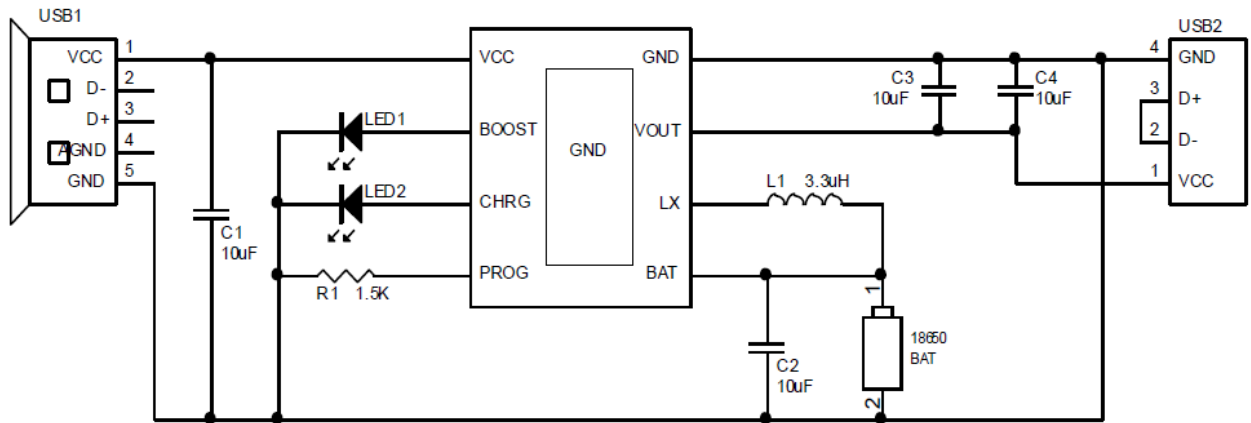 USB1
VCC 1
D- 2
D+ 3
AGND 4
GND 5
C1
10uF
LED1
LED2
R1 1.5K
VCC
BOOST
CHRG
PROG
GND
GND
VOUT
LX
BAT
C3
10uF
C4
10uF
L1 3.3uH
C2
10uF
1
18650
BAT
2
USB2
4 GND
3 D+
2 D-
1 VCC